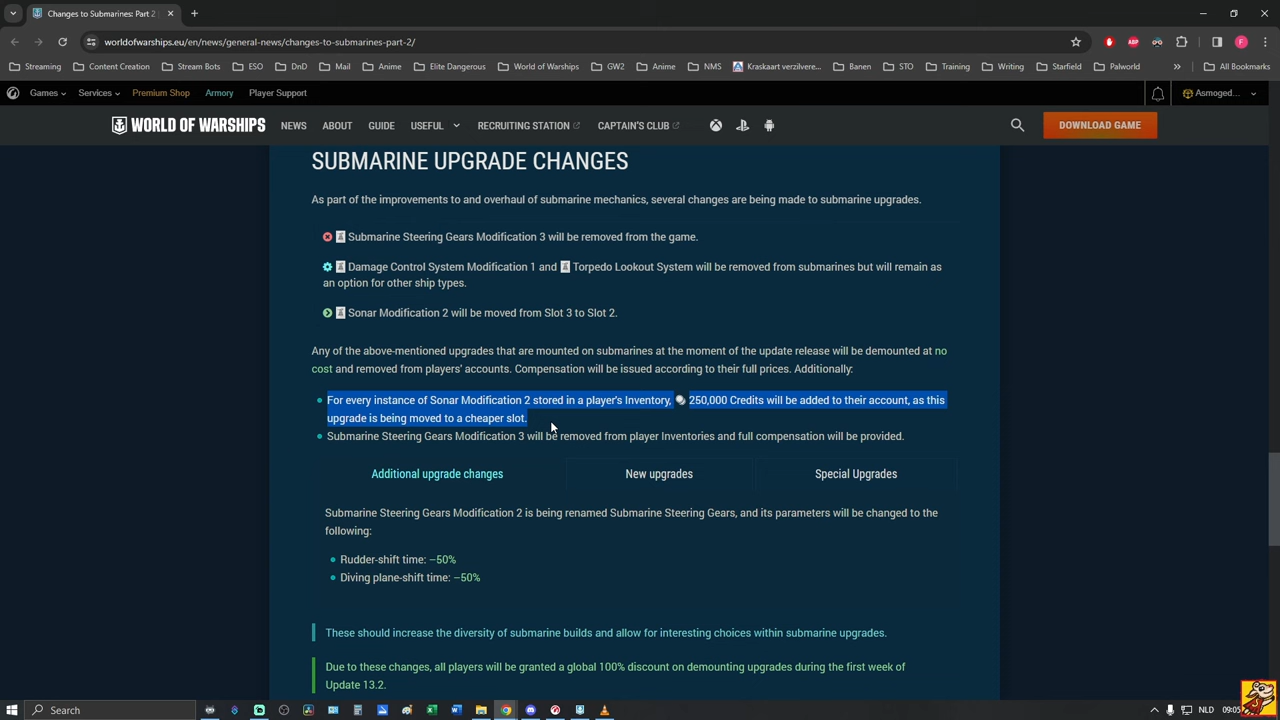 Changes to Submarines: Part 2
worldofwarships.eu/en/news/general-news/changes-to-submarines-part-2/
Streaming Content Creation Stream Bots ESO DnD Mail Anime Elite Dangerous World of Warships GW2 Anime NMS Kraskaart verzilvere... Banen STO Training Writing Starfield Palworld » All Bookmarks
Games Services Premium Shop Armory Player Support Asmoged...
WORLD OF WARSHIPS NEWS ABOUT GUIDE USEFUL RECRUITING STATION CAPTAIN'S CLUB DOWNLOAD GAME
SUBMARINE UPGRADE CHANGES
As part of the improvements to and overhaul of submarine mechanics, several changes are being made to submarine upgrades.
Submarine Steering Gears Modification 3 will be removed from the game.
Damage Control System Modification 1 and Torpedo Lookout System will be removed from submarines but will remain as
an option for other ship types.
Sonar Modification 2 will be moved from Slot 3 to Slot 2.
Any of the above-mentioned upgrades that are mounted on submarines at the moment of the update release will be demounted at no
cost and removed from players' accounts. Compensation will be issued according to their full prices. Additionally:
For every instance of Sonar Modification 2 stored in a player's Inventory, 250,000 Credits will be added to their account, as this
upgrade is being moved to a cheaper slot.
Submarine Steering Gears Modification 3 will be removed from player Inventories and full compensation will be provided.
Additional upgrade changes New upgrades Special Upgrades
Submarine Steering Gears Modification 2 is being renamed Submarine Steering Gears, and its parameters will be changed to the
following:
Rudder-shift time: –50%
Diving plane-shift time: –50%
These should increase the diversity of submarine builds and allow for interesting choices within submarine upgrades.
Due to these changes, all players will be granted a global 100% discount on demounting upgrades during the first week of
Update 13.2.
Search NLD